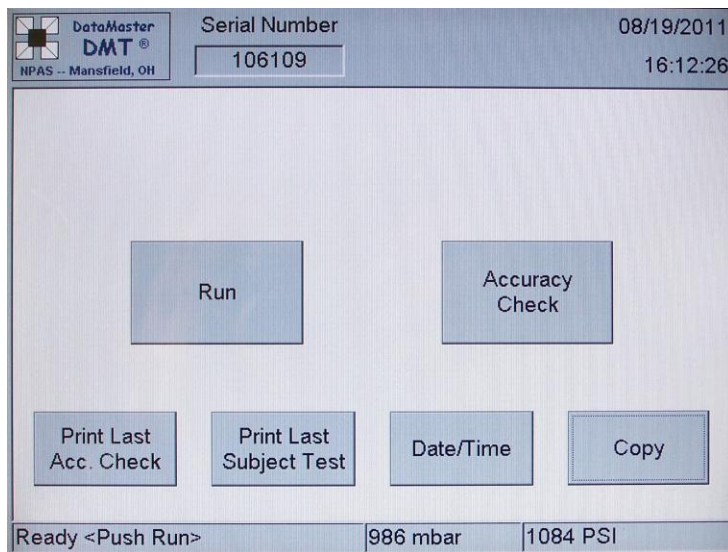 DataMaster
DMT ®
NPAS -- Mansfield, OH
Serial Number
106109
08/19/2011
16:12:26
Run
Accuracy
Check
Print Last
Acc. Check
Print Last
Subject Test
Date/Time
Copy
Ready <Push Run>
986 mbar
1084 PSI